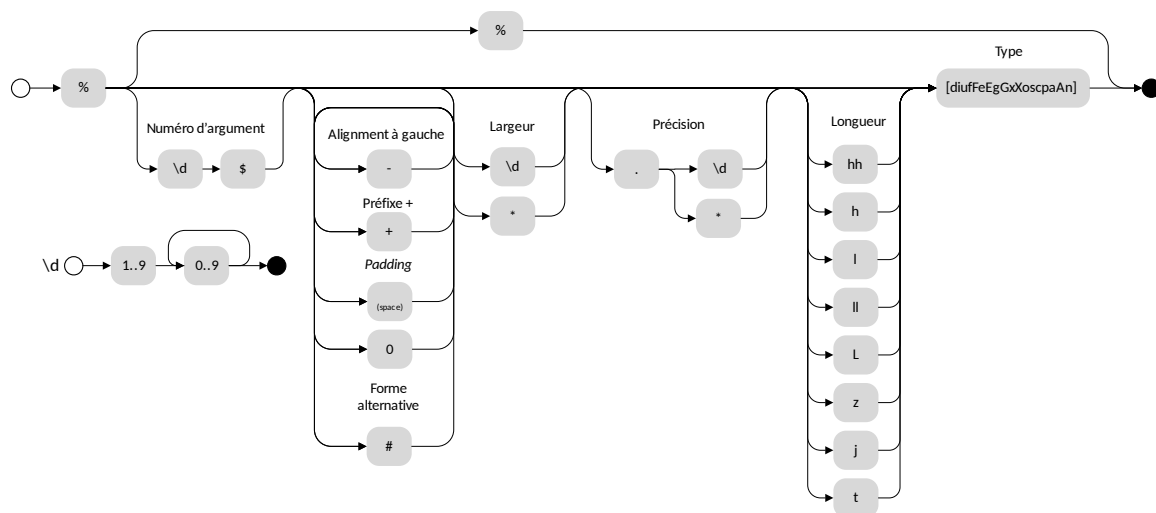 %
Type
%
[diufFeEgGxXoscpaAn]
Numéro d'argument
Alignment à gauche
Largeur
Précision
Longueur
\d
$
-
\d
.
\d
hh
Préfixe +
+
*
*
h
\d
1..9
0..9
Padding
l
(space)
ll
0
L
Forme
alternative
z
#
j
t